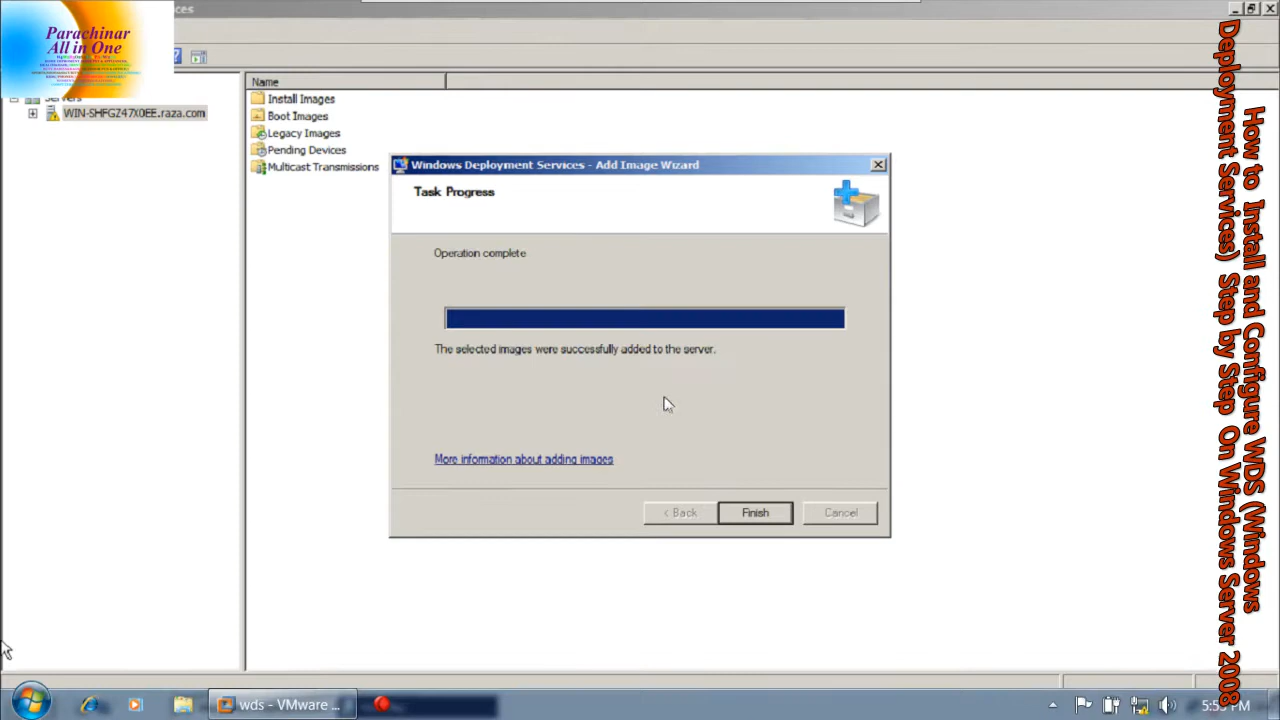 ces
Parachinar
All in One
Servers
WIN-SHFGZ47X0EE.raza.com
Name
Install Images
Boot Images
Legacy Images
Pending Devices
Multicast Transmissions
Windows Deployment Services - Add Image Wizard
Task Progress
Operation complete
The selected images were successfully added to the server.
More information about adding images
< Back
Finish
Cancel
How to Install and Configure WDS (Windows
Deployment Services) Step by Step On Windows Server 2008
wds - VMware ...